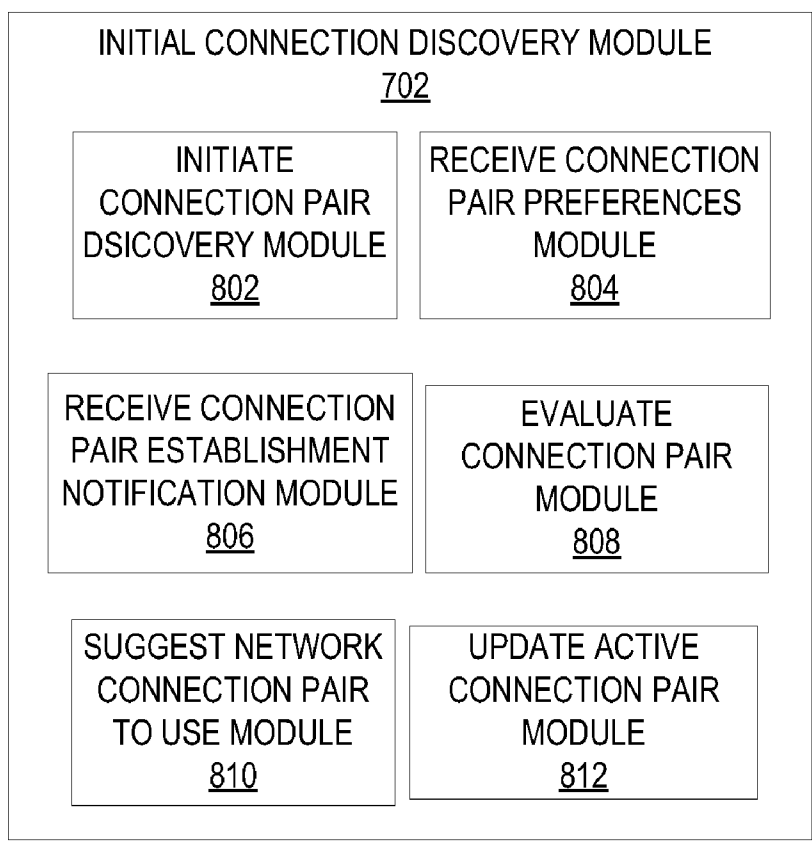 INITIAL CONNECTION DISCOVERY MODULE
702
INITIATE
CONNECTION PAIR
DSICOVERY MODULE
802
RECEIVE CONNECTION
PAIR PREFERENCES
MODULE
804
RECEIVE CONNECTION
PAIR ESTABLISHMENT
NOTIFICATION MODULE
806
EVALUATE
CONNECTION PAIR
MODULE
808
SUGGEST NETWORK
CONNECTION PAIR
TO USE MODULE
810
UPDATE ACTIVE
CONNECTION PAIR
MODULE
812